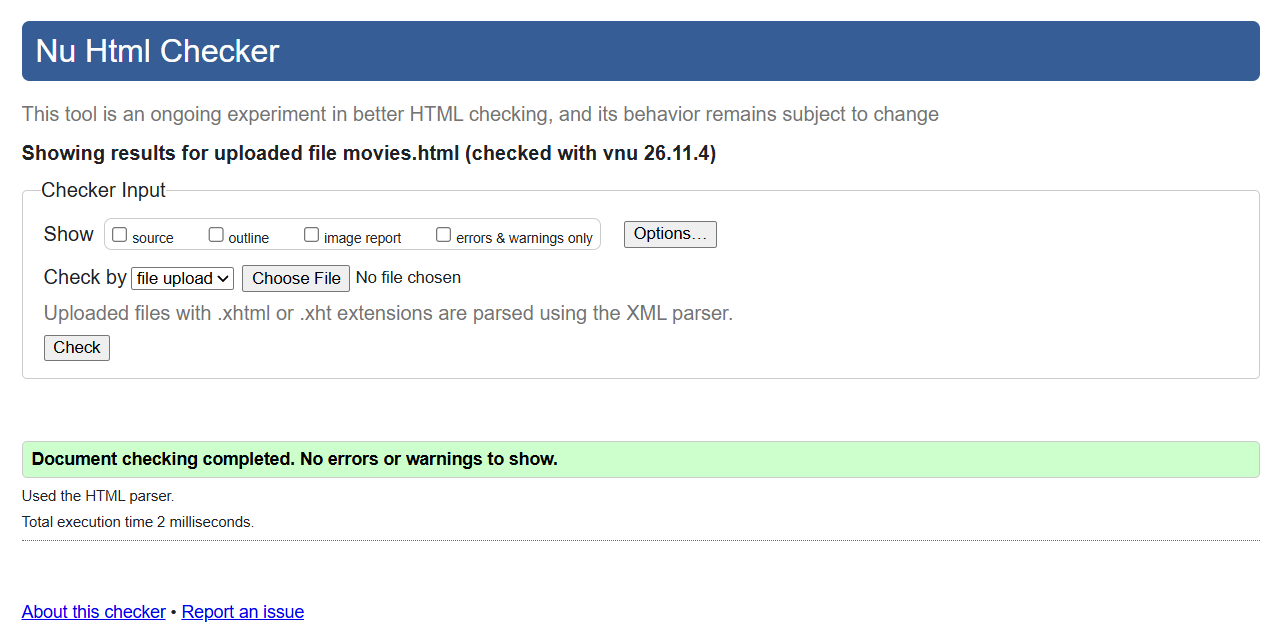 Nu Html Checker
This tool is an ongoing experiment in better HTML checking, and its behavior remains subject to change
Showing results for uploaded file movies.html (checked with vnu 26.11.4)
Checker Input
Show source outline image report errors & warnings only Options...
Check by file upload Choose File No file chosen
Uploaded files with .xhtml or .xht extensions are parsed using the XML parser.
Check
Document checking completed. No errors or warnings to show.
Used the HTML parser.
Total execution time 2 milliseconds.
About this checker • Report an issue